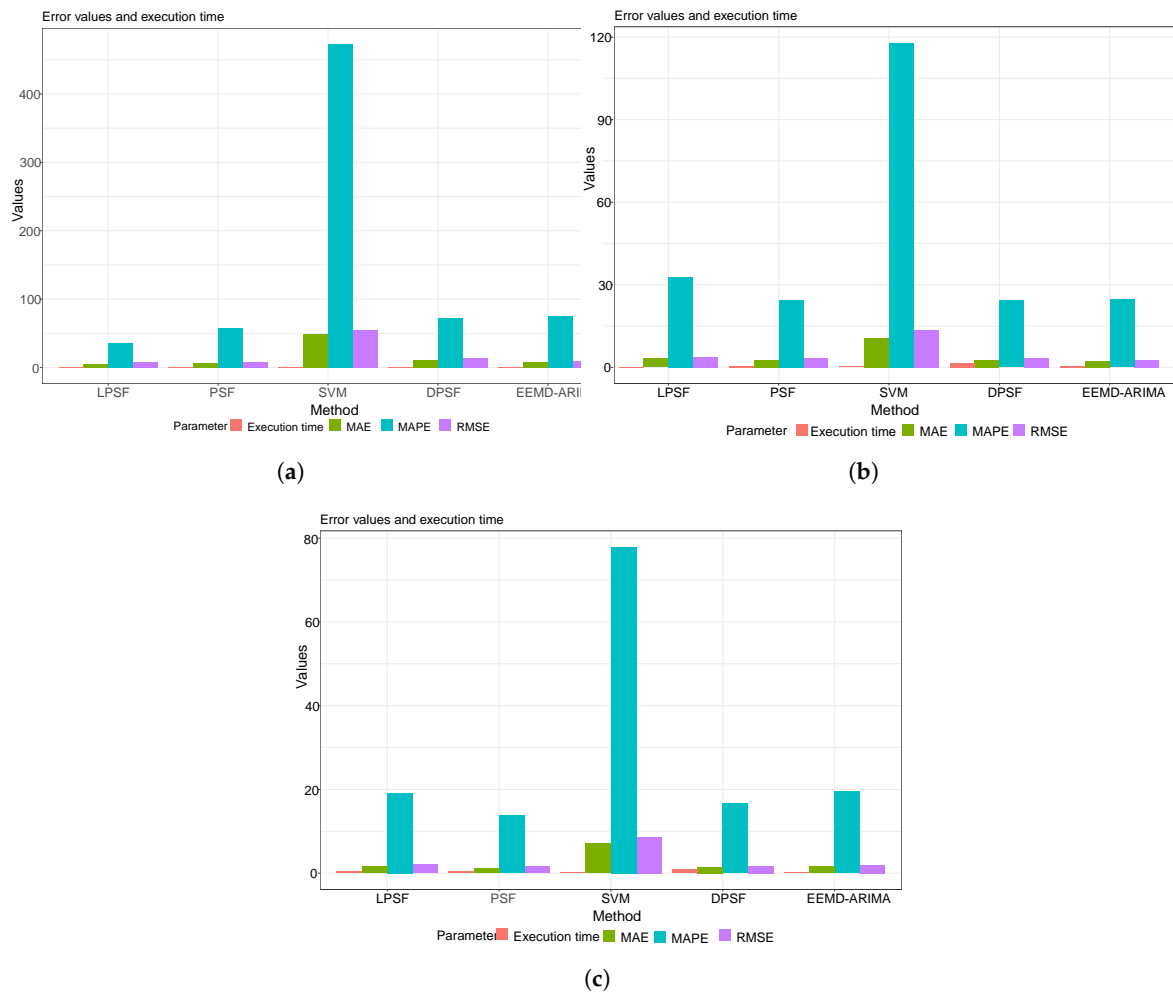 Error values and execution time
400
300
200
100
0
Values
LPSF PSF SVM DPSF EEMD-ARI
Method
Parameter Execution time MAE MAPE RMSE
(a)
Error values and execution time
120
90
60
30
0
Values
LPSF PSF SVM DPSF EEMD-ARIMA
Method
Parameter Execution time MAE MAPE RMSE
(b)
Error values and execution time
80
60
40
20
0
Values
LPSF PSF SVM DPSF EEMD-ARIMA
Method
Parameter Execution time MAE MAPE RMSE
(c)